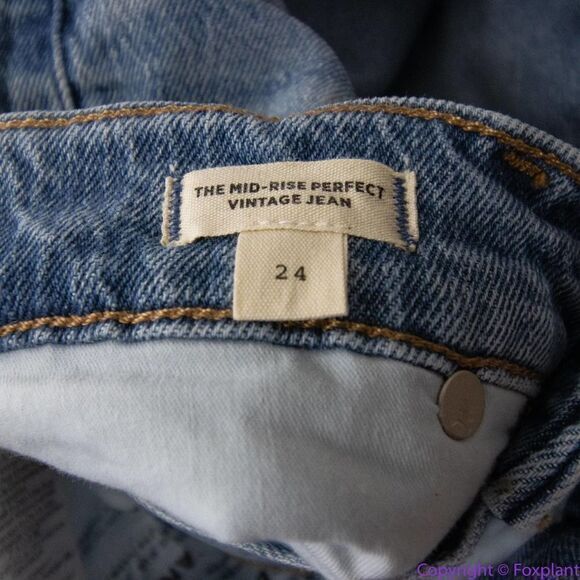 THE MID-RISE PERFECT
VINTAGE JEAN
24
Copyright © Foxplant